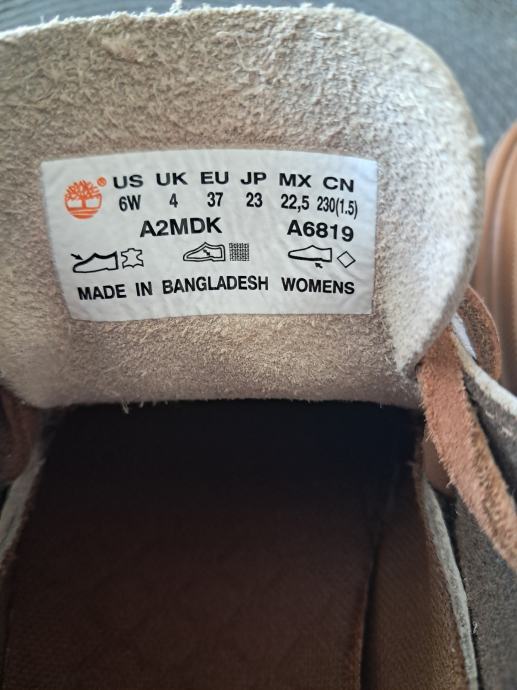 ® US UK EU JP MX CN
6W 4 37 23 22,5 230(1.5)
A2MDK A6819
MADE IN BANGLADESH WOMENS